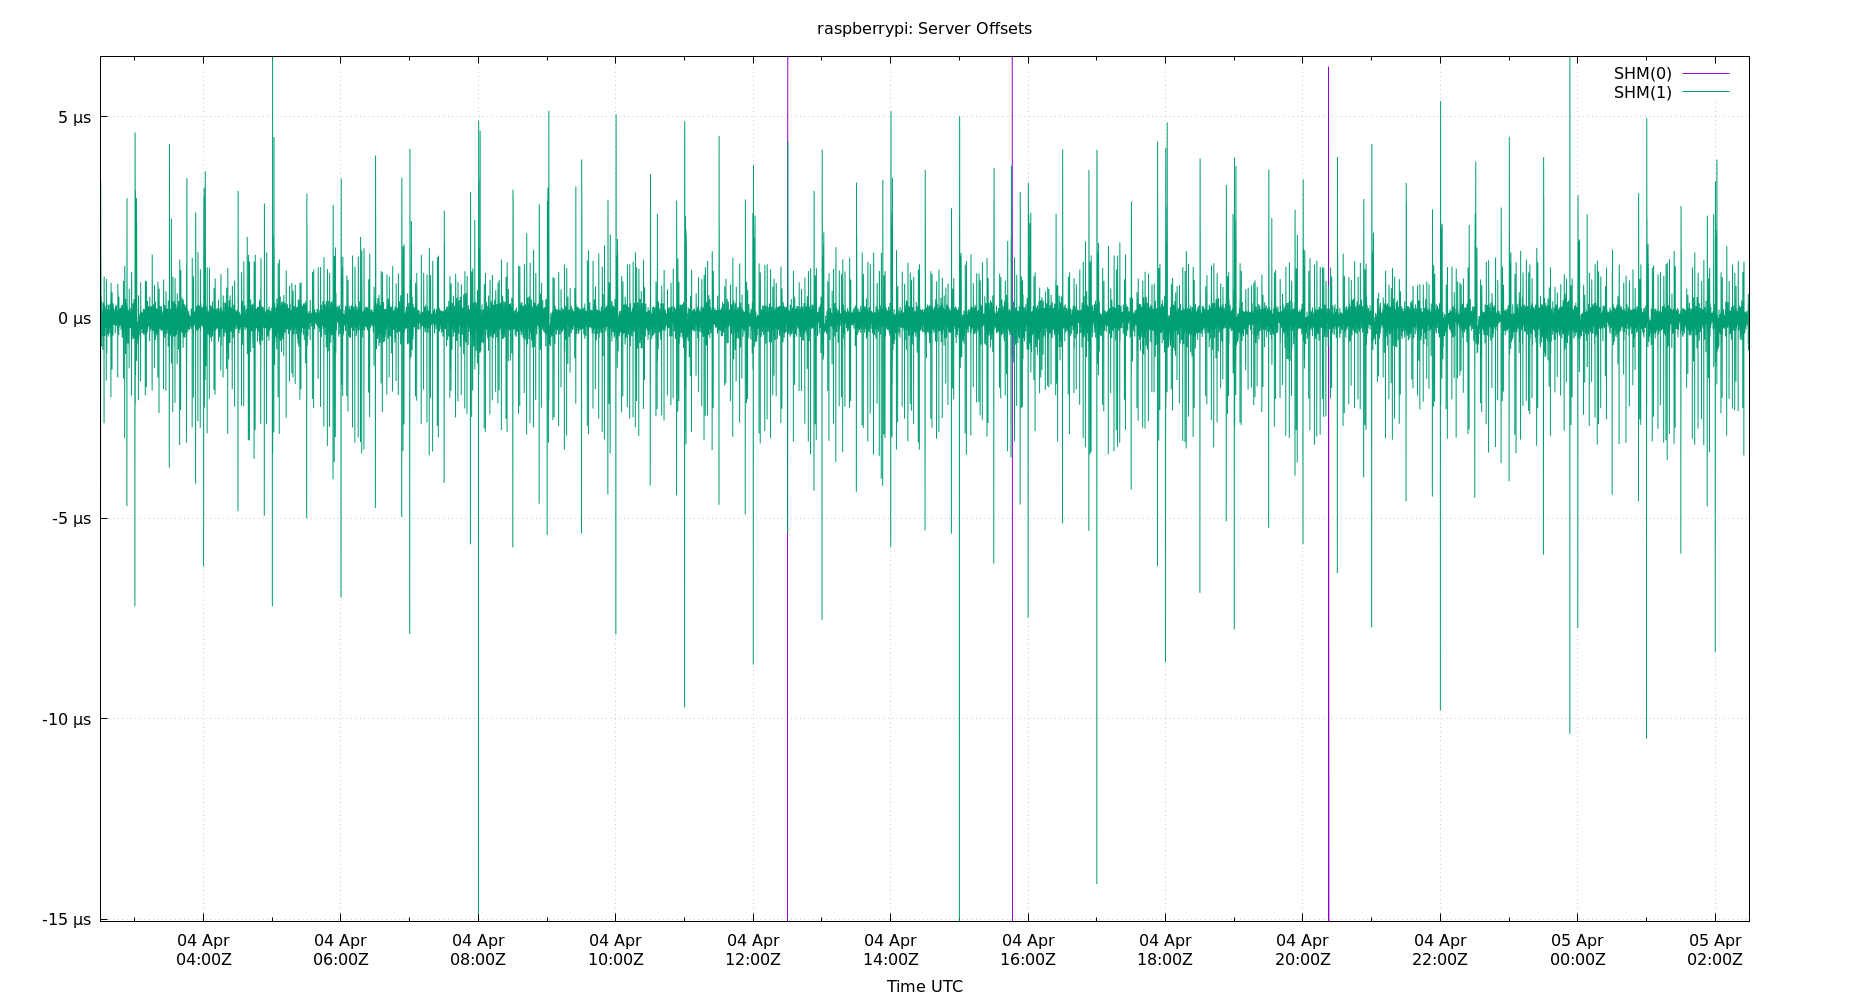 raspberrypi: Server Offsets
SHM(0)
SHM(1)
5 µs
0 µs
-5 µs
-10 µs
-15 µs
04 Apr 04 Apr 04 Apr 04 Apr 04 Apr 04 Apr 04 Apr 04 Apr 04 Apr 04 Apr 05 Apr 05 Apr
04:00Z 06:00Z 08:00Z 10:00Z 12:00Z 14:00Z 16:00Z 18:00Z 20:00Z 22:00Z 00:00Z 02:00Z
Time UTC